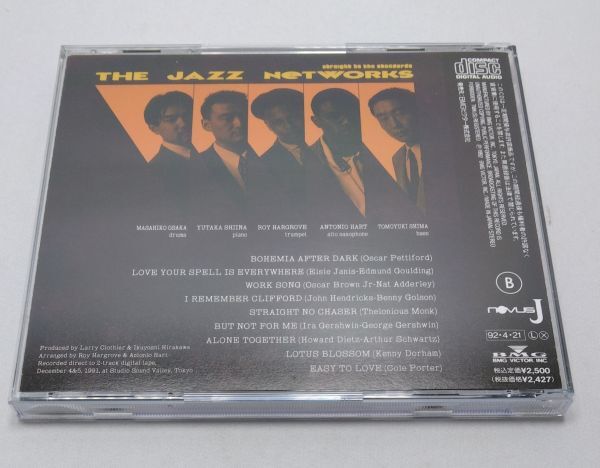 straight to the standards
THE JAZZ NeTWORKS
MASAHIKO OSAKA
drums
YUTAKA SHIINA
piano
ROY HARGROVE
trumpet
ANTONIO HART
alto saxophone
TOMOYUKI SHIMA
bass
BOHEMIA AFTER DARK (Oscar Pettiford)
LOVE YOUR SPELL IS EVERYWHERE (Elsie Janis-Edmund Goulding)
WORK SONG (Oscar Brown Jr-Nat Adderley)
I REMEMBER CLIFFORD (John Hendricks-Benny Golson)
STRAIGHT NO CHASER (Thelonious Monk)
BUT NOT FOR ME (Ira Gershwin-George Gershwin)
ALONE TOGETHER (Howard Dietz-Arthur Schwartz)
LOTUS BLOSSOM (Kenny Dorham)
EASY TO LOVE (Cole Porter)
Produced by Larry Clothier & Ikuyoshi Hirakawa
Arranged by Roy Hargrove & Antonio Hart
Recorded direct to 2-track digital tape,
December 4&5, 1991, at Studio Sound Valley, Tokyo
COMPACT
disc
DIGITAL AUDIO
B
novus J
92・4・21 Ⓛ Ⓧ
BMG
BMG VICTOR INC.
税込定価¥2,500
(税抜価格¥2,427)